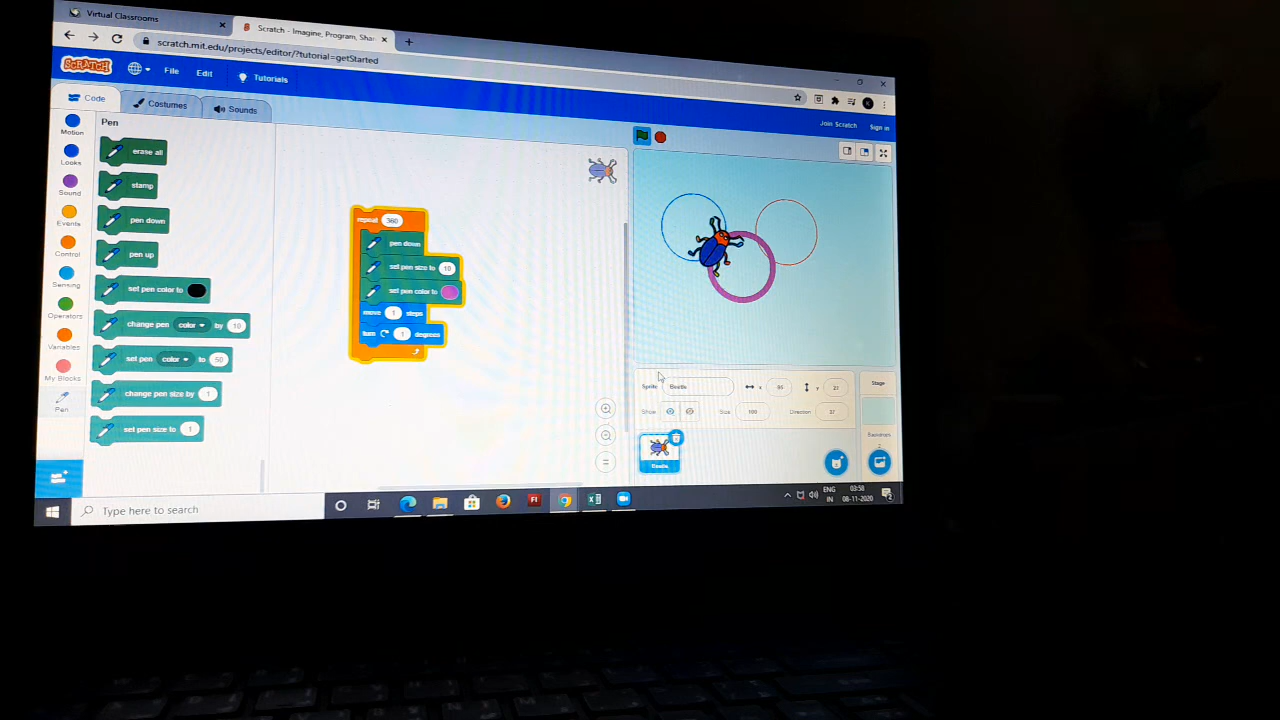 Virtual Classrooms
Scratch - Imagine, Program, Shar
scratch.mit.edu/projects/editor/?tutorial=getStarted
SCRATCH
File
Edit
Tutorials
Join Scratch
Sign in
Code
Costumes
Sounds
Motion
Looks
Sound
Events
Control
Sensing
Operators
Variables
My Blocks
Pen
Pen
erase all
stamp
pen down
pen up
set pen color to
change pen color by 10
set pen color to 50
change pen size by 1
set pen size to 1
repeat 360
pen down
set pen size to 10
set pen color to
move 1 steps
turn 1 degrees
Sprite
Beetle
x
y
Show
Size
100
Direction
37
Stage
Beetle
Type here to search
ENG
IN
03:58
08-11-2020